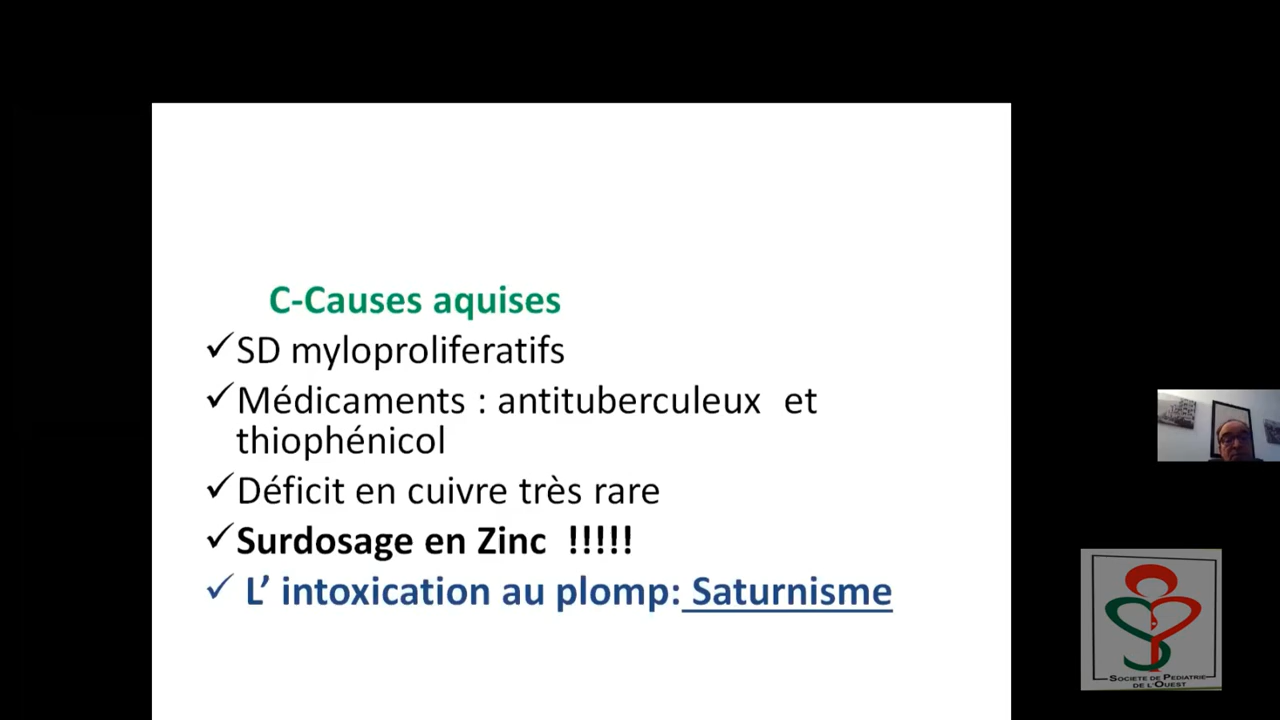 C-Causes aquises
✓SD myloproliferatifs
✓Médicaments : antituberculeux et
thiophénicol
✓Déficit en cuivre très rare
✓Surdosage en Zinc !!!!!
✓ L’ intoxication au plomp: Saturnisme
SOCIETE DE PEDIATRIE
DE L'OUEST